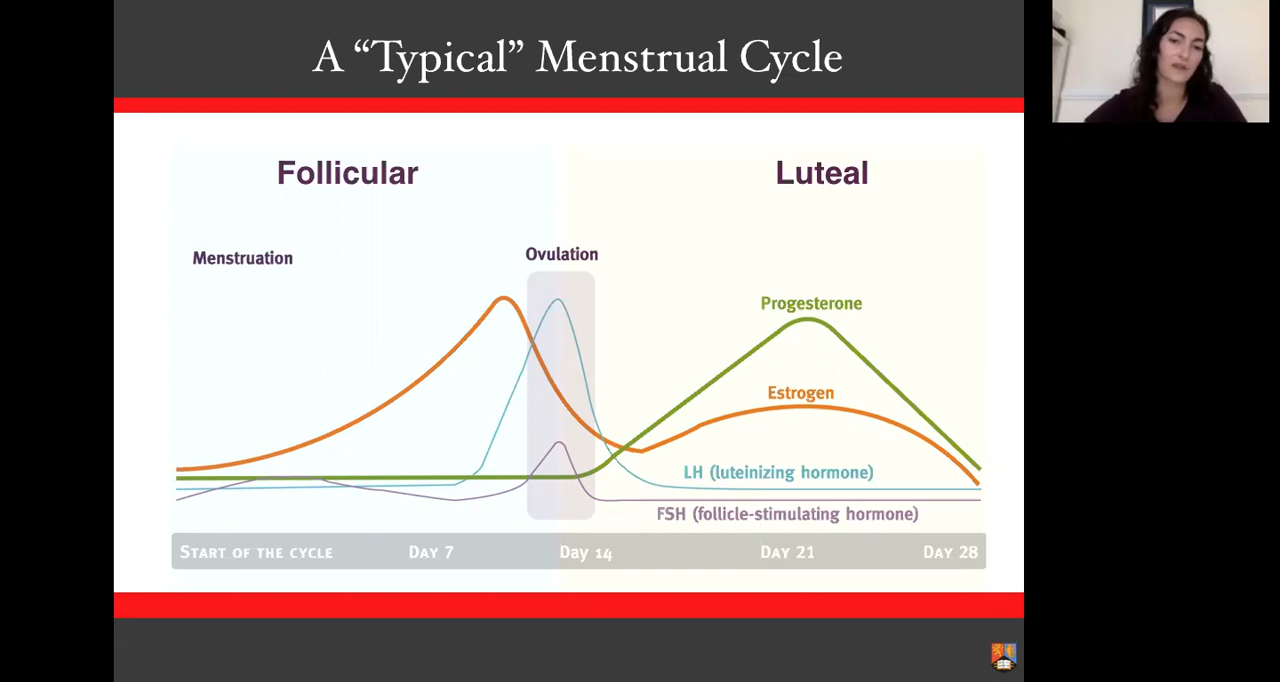 A “Typical” Menstrual Cycle
Follicular
Luteal
Menstruation
Ovulation
Progesterone
Estrogen
LH (luteinizing hormone)
FSH (follicle-stimulating hormone)
START OF THE CYCLE
DAY 7
Day 14
DAY 21
DAY 28